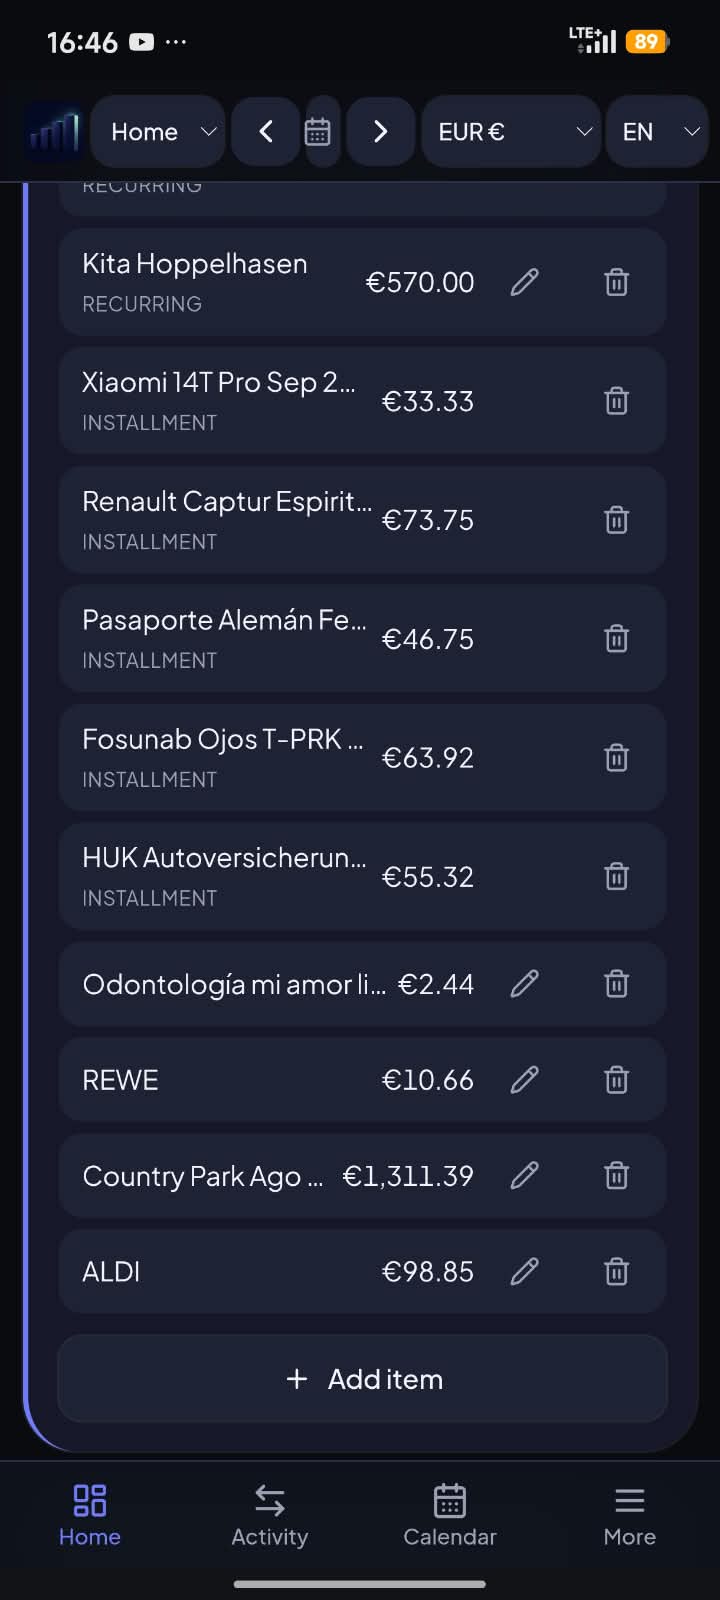 16:46 ...
LTE+ 89
Home
EUR €
EN
RECURRING
Kita Hoppelhasen
€570.00
RECURRING
Xiaomi 14T Pro Sep 2...
€33.33
INSTALLMENT
Renault Captur Espirit...
€73.75
INSTALLMENT
Pasaporte Alemán Fe...
€46.75
INSTALLMENT
Fosunab Ojos T-PRK ...
€63.92
INSTALLMENT
HUK Autoversicherun...
€55.32
INSTALLMENT
Odontología mi amor li... €2.44
REWE €10.66
Country Park Ago ... €1,311.39
ALDI €98.85
+ Add item
Home Activity Calendar More